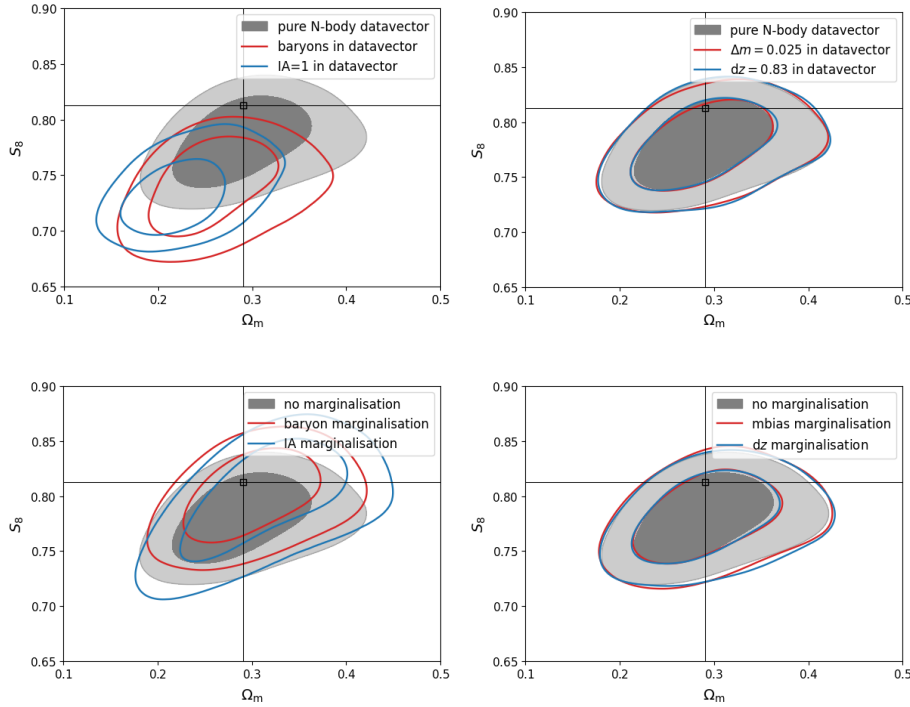 0.90
0.85
0.80
0.75
0.70
0.65
S₈
0.1
0.2
0.3
0.4
0.5
Ωₘ
pure N-body datavector
baryons in datavector
IA=1 in datavector
0.90
0.85
0.80
0.75
0.70
0.65
S₈
0.1
0.2
0.3
0.4
0.5
Ωₘ
pure N-body datavector
Δm = 0.025 in datavector
dz = 0.83 in datavector
0.90
0.85
0.80
0.75
0.70
0.65
S₈
0.1
0.2
0.3
0.4
0.5
Ωₘ
no marginalisation
baryon marginalisation
IA marginalisation
0.90
0.85
0.80
0.75
0.70
0.65
S₈
0.1
0.2
0.3
0.4
0.5
Ωₘ
no marginalisation
mbias marginalisation
dz marginalisation